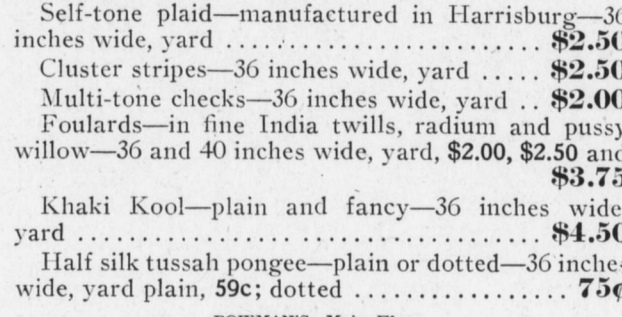 Self-tone plaid—manufactured in Harrisburg—36
inches wide, yard ........................ $2.50
Cluster stripes—36 inches wide, yard ..... $2.50
Multi-tone checks—36 inches wide, yard .. $2.00
Foulards—in fine India twills, radium and pussy
willow—36 and 40 inches wide, yard, $2.00, $2.50 and
$3.75
Khaki Kool—plain and fancy—36 inches wide
yard .................................. $4.50
Half silk tussah pongee—plain or dotted—36 inche
wide, yard plain, 59c; dotted ................ 75¢